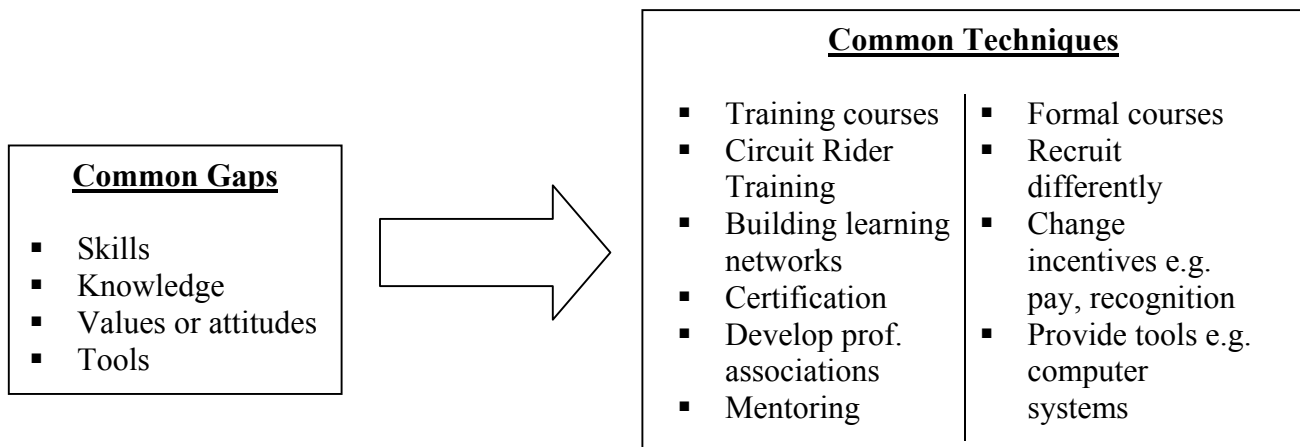 Common Gaps
▪ Skills
▪ Knowledge
▪ Values or attitudes
▪ Tools
Common Techniques
▪ Training courses
▪ Circuit Rider
Training
▪ Building learning
networks
▪ Certification
▪ Develop prof.
associations
▪ Mentoring
▪ Formal courses
▪ Recruit
differently
▪ Change
incentives e.g.
pay, recognition
▪ Provide tools e.g.
computer
systems